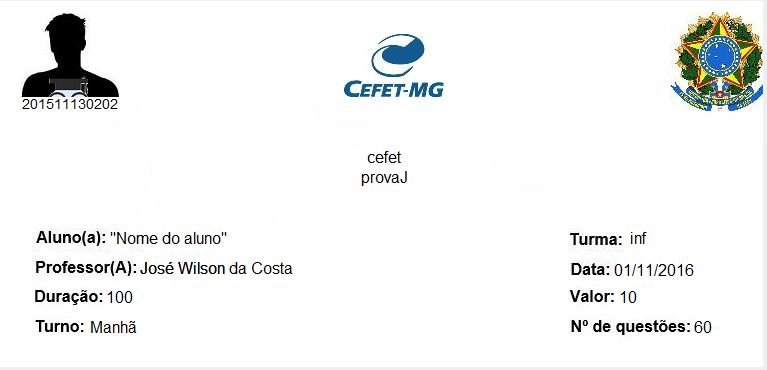 201511130202
CEFET-MG
cefet
provaJ
Aluno(a): "Nome do aluno"
Turma: inf
Professor(A): José Wilson da Costa
Data: 01/11/2016
Duração: 100
Valor: 10
Turno: Manhã
Nº de questões: 60